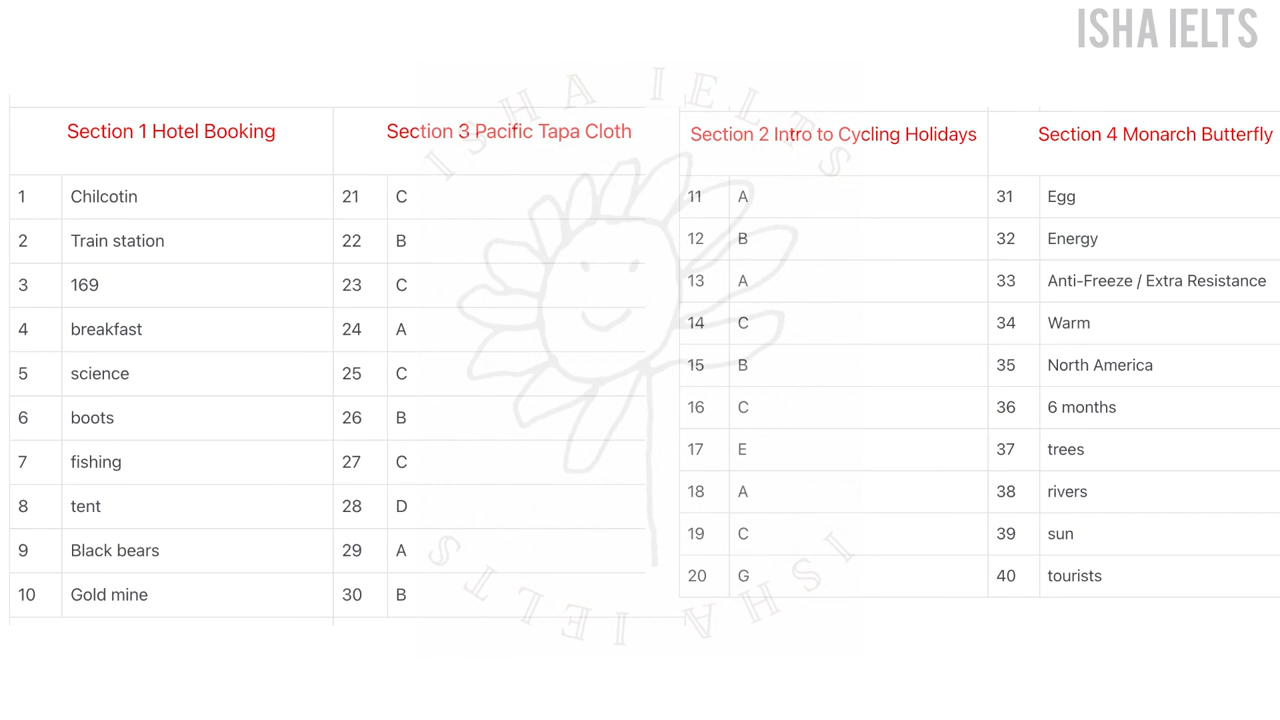 ISHA IELTS
ISHA IELTS
Section 1 Hotel Booking
1 Chilcotin
2 Train station
3 169
4 breakfast
5 science
6 boots
7 fishing
8 tent
9 Black bears
10 Gold mine
Section 3 Pacific Tapa Cloth
21 C
22 B
23 C
24 A
25 C
26 B
27 C
28 D
29 A
30 B
Section 2 Intro to Cycling Holidays
11 A
12 B
13 A
14 C
15 B
16 C
17 E
18 A
19 C
20 G
Section 4 Monarch Butterfly
31 Egg
32 Energy
33 Anti-Freeze / Extra Resistance
34 Warm
35 North America
36 6 months
37 trees
38 rivers
39 sun
40 tourists
ISHA IELTS